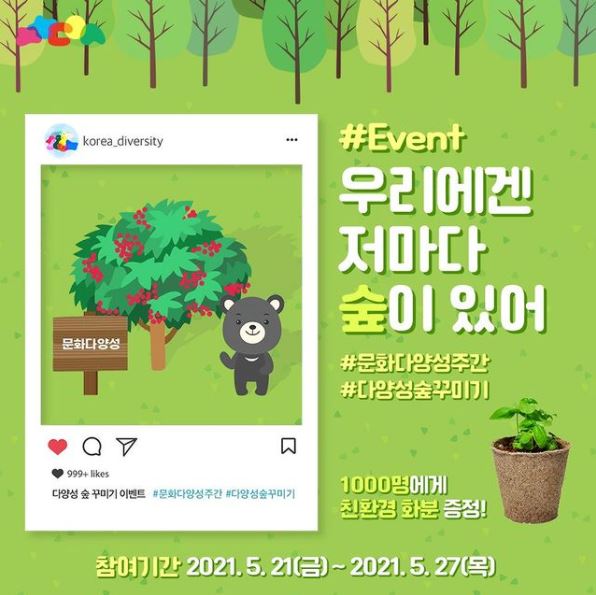 korea_diversity
#Event
우리에겐
저마다
숲이 있어
문화다양성
#문화다양성주간
#다양성숲꾸미기
999+ likes
다양성 숲 꾸미기 이벤트 #문화다양성주간 #다양성숲꾸미기
1000명에게
친환경 화분 증정!
참여기간 2021. 5. 21(금) ~ 2021. 5. 27(목)